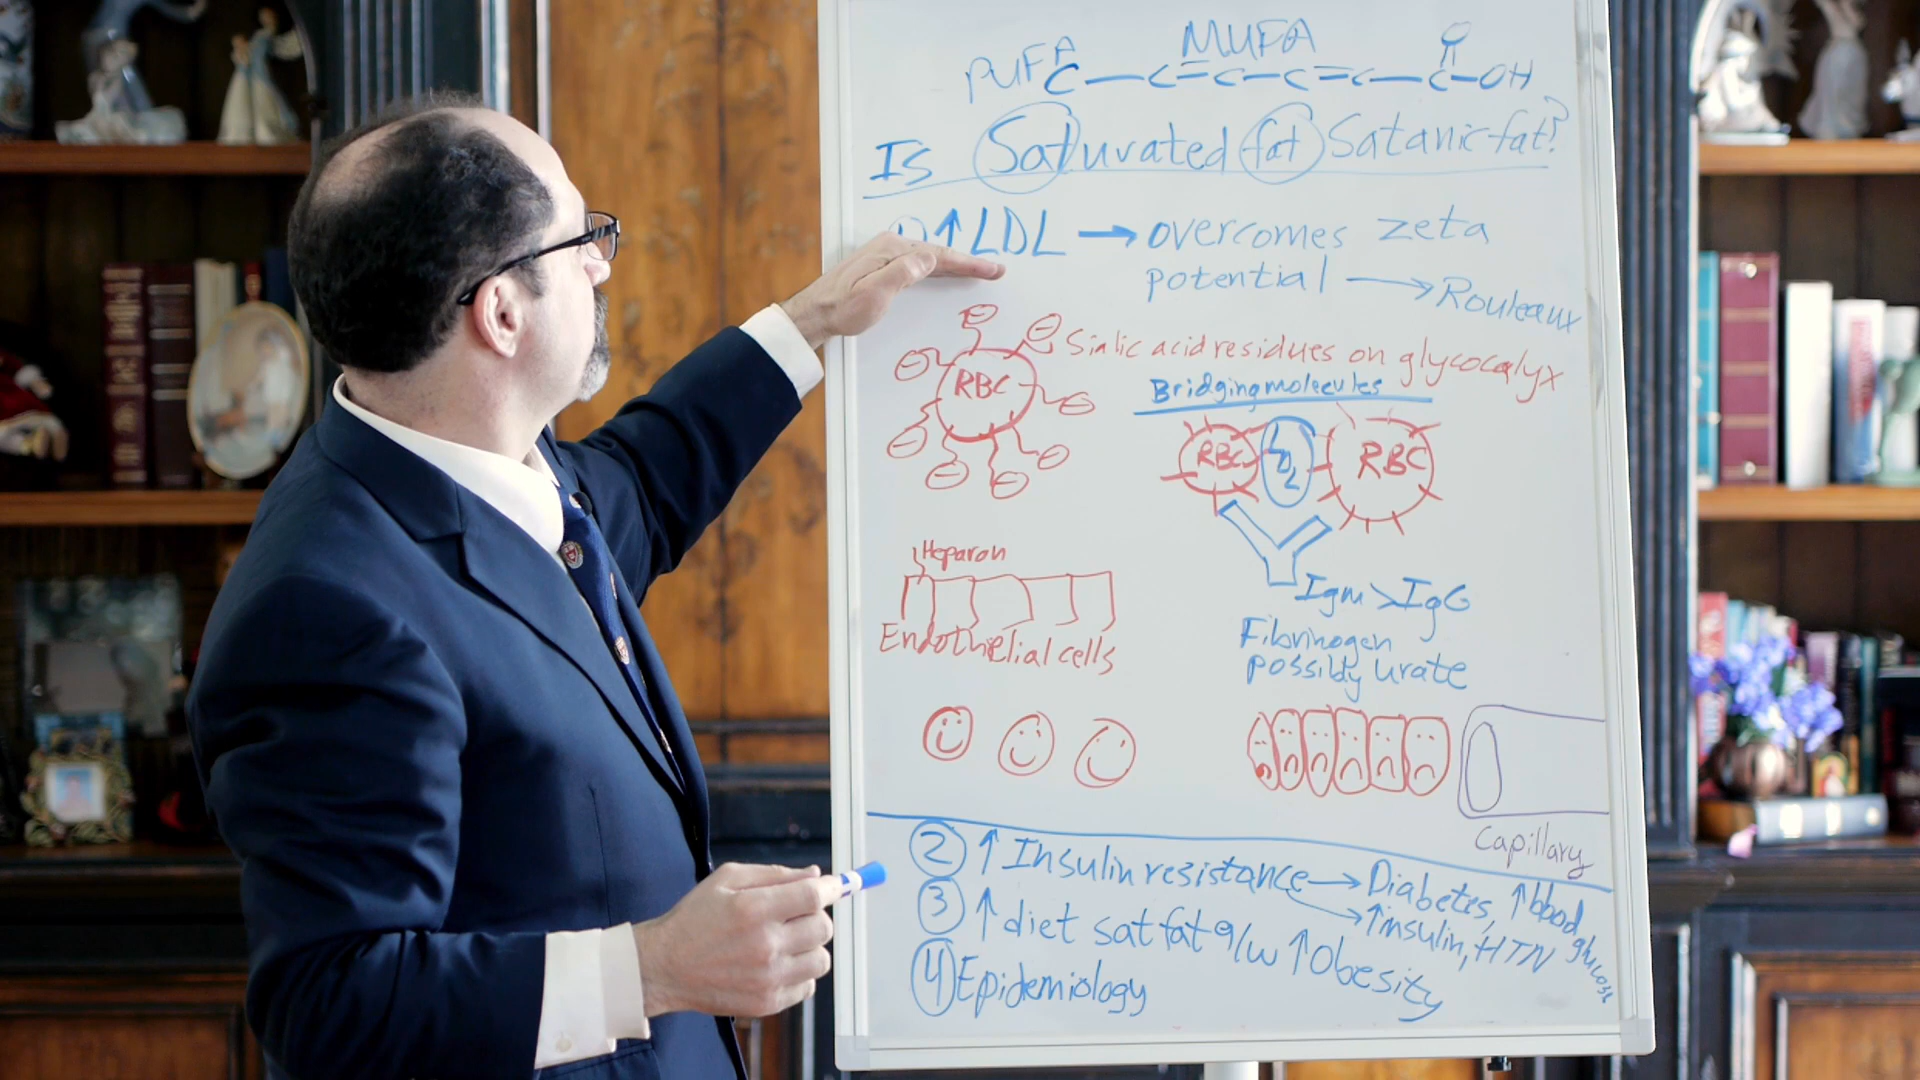 PUFA MUFA
C—C=C—C=C—C—OH
O
Is Saturated fat Satanic fat?
1) ↑LDL → overcomes zeta
potential → Rouleaux
Sialic acid residues on glycocalyx
RBC
Bridging molecules
RBC LDL RBC
Heparan
IgM>IgG
Endothelial cells
Fibrinogen
possibly urate
Capillary
2 ↑ Insulin resistance → Diabetes, ↑blood glucose
→ ↑insulin, HTN
3 ↑ diet sat fat a/w ↑Obesity
4 Epidemiology